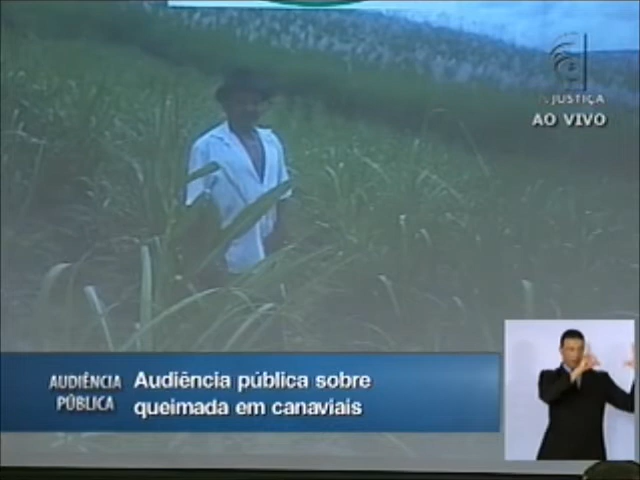 JUSTIÇA
AO VIVO
AUDIÊNCIA
PÚBLICA
Audiência pública sobre
queimada em canaviais